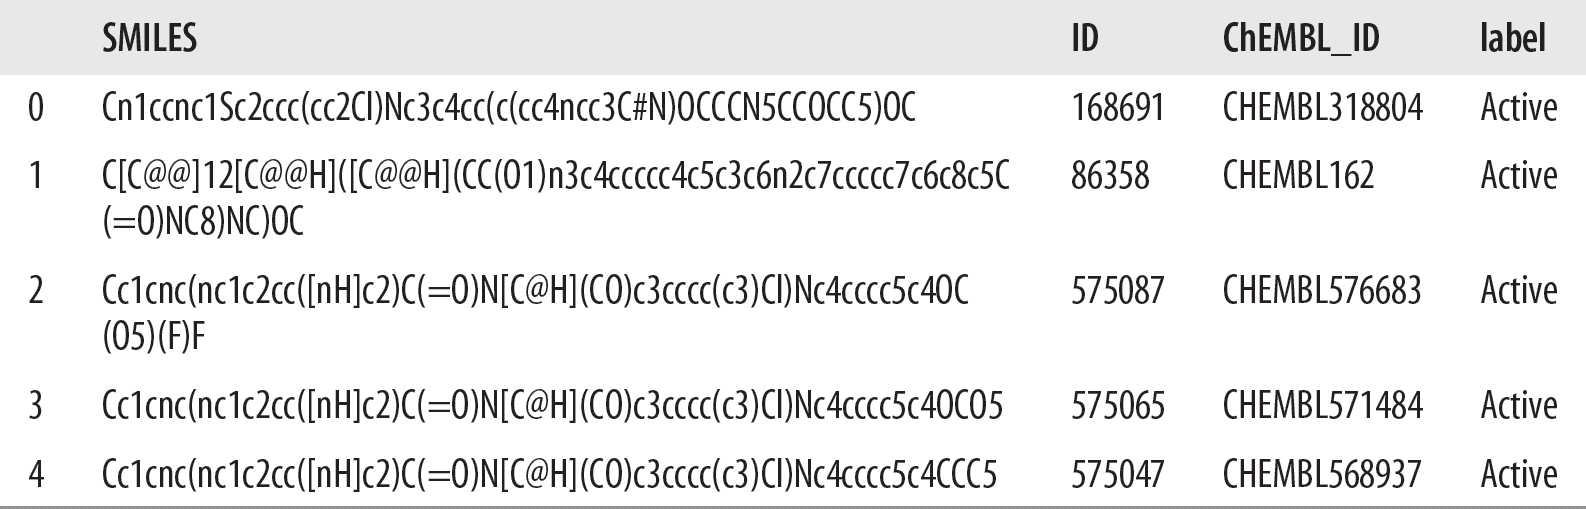 SMILES ID ChEMBL_ID label
0 Cn1ccnc1Sc2ccc(cc2Cl)Nc3c4cc(c(cc4ncc3C#N)OCCCN5CCOCC5)OC 168691 CHEMBL318804 Active
1 C[C@@]12[C@@H]([C@@H](CC(O1)n3c4ccccc4c5c3c6n2c7ccccc7c6c8c5C 86358 CHEMBL162 Active
(=O)NC8)NC)OC
2 Cc1cnc(nc1c2cc([nH]c2)C(=O)N[C@H](CO)c3cccc(c3)Cl)Nc4cccc5c4OC 575087 CHEMBL576683 Active
(O5)(F)F
3 Cc1cnc(nc1c2cc([nH]c2)C(=O)N[C@H](CO)c3cccc(c3)Cl)Nc4cccc5c4OCO5 575065 CHEMBL571484 Active
4 Cc1cnc(nc1c2cc([nH]c2)C(=O)N[C@H](CO)c3cccc(c3)Cl)Nc4cccc5c4CCC5 575047 CHEMBL568937 Active